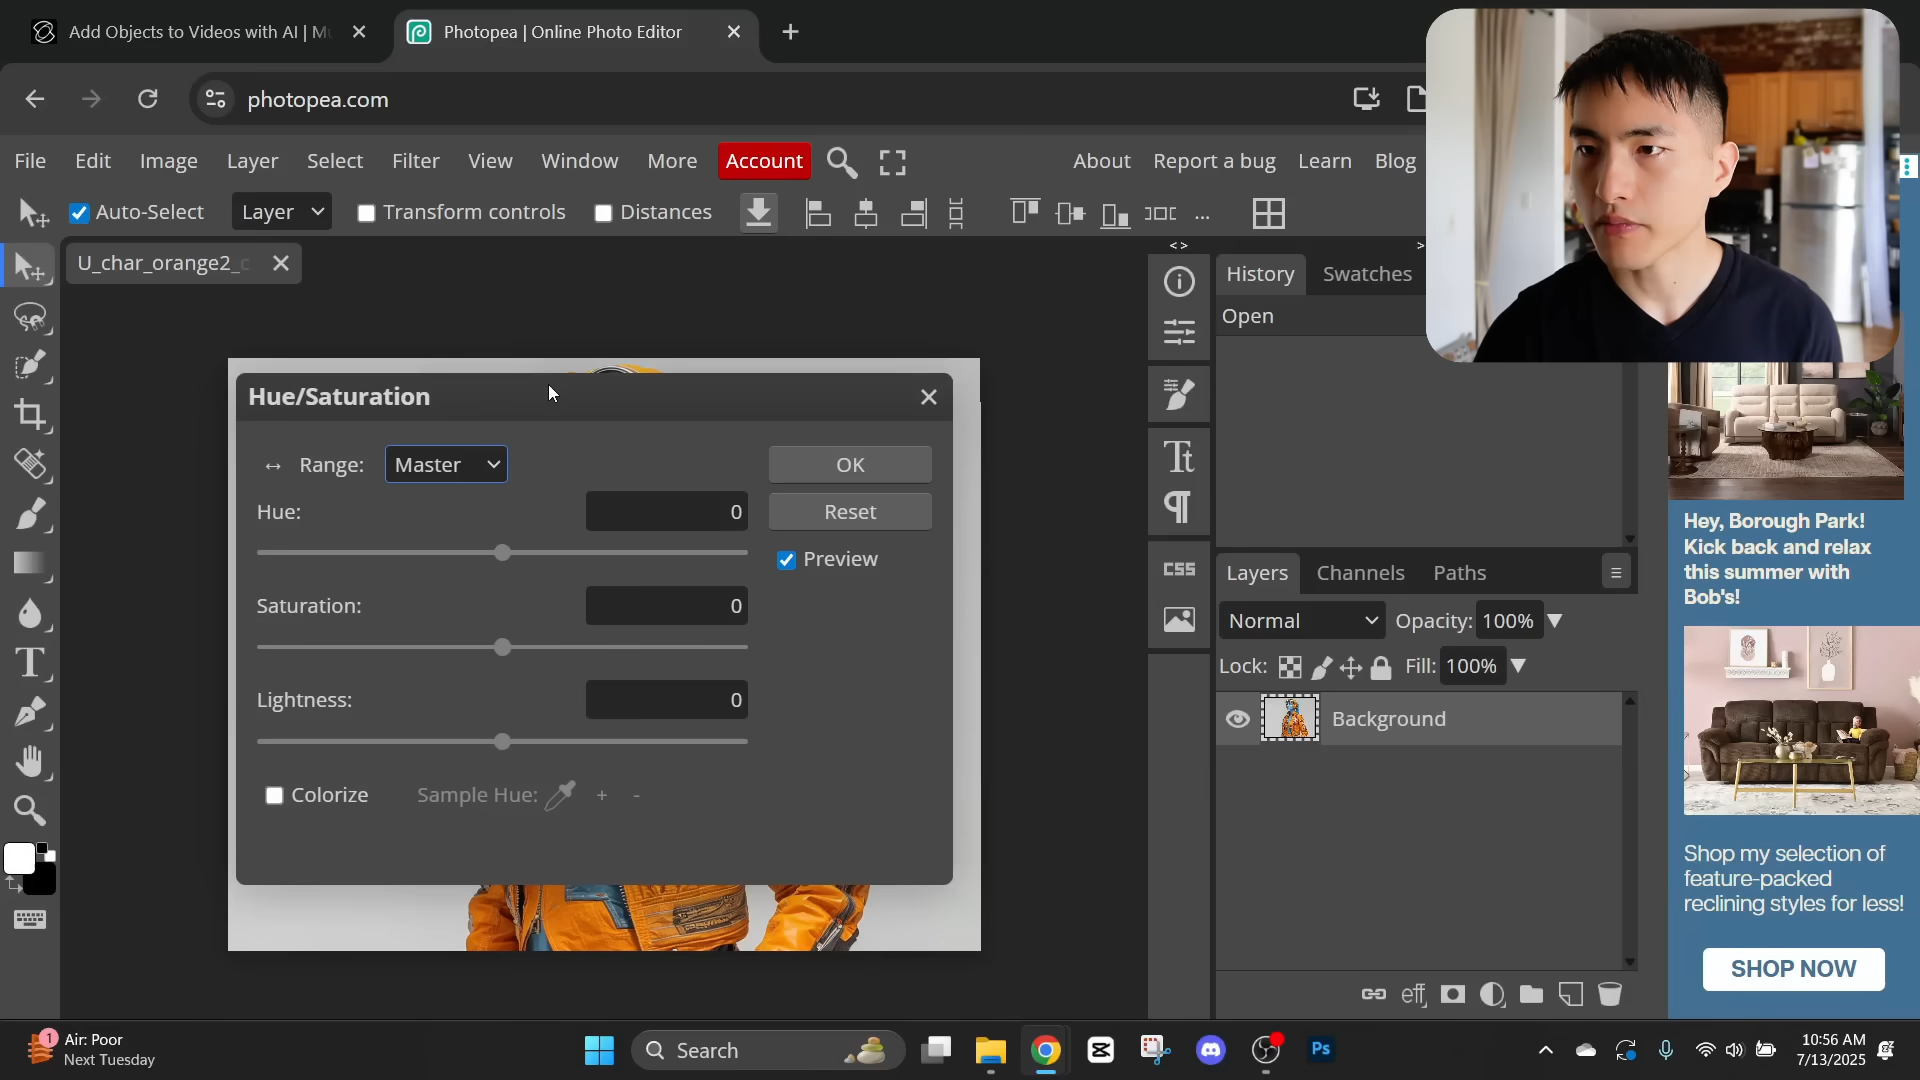 Add Objects to Videos with AI | Mu
Photopea | Online Photo Editor
photopea.com
File Edit Image Layer Select Filter View Window More Account About Report a bug Learn Blog
Auto-Select Layer Transform controls Distances ...
U_char_orange2_c
<> >
History Swatches
Open
Hue/Saturation
Range: Master OK
Hue: 0 Reset
Preview
Saturation: 0
Lightness: 0
Colorize Sample Hue: + -
CSS
Layers Channels Paths
Normal Opacity: 100%
Lock: Fill: 100%
Background
eff
Hey, Borough Park!
Kick back and relax
this summer with
Bob's!
Shop my selection of
feature-packed
reclining styles for less!
SHOP NOW
1 Air: Poor
Next Tuesday
Search
Ps
10:56 AM
7/13/2025